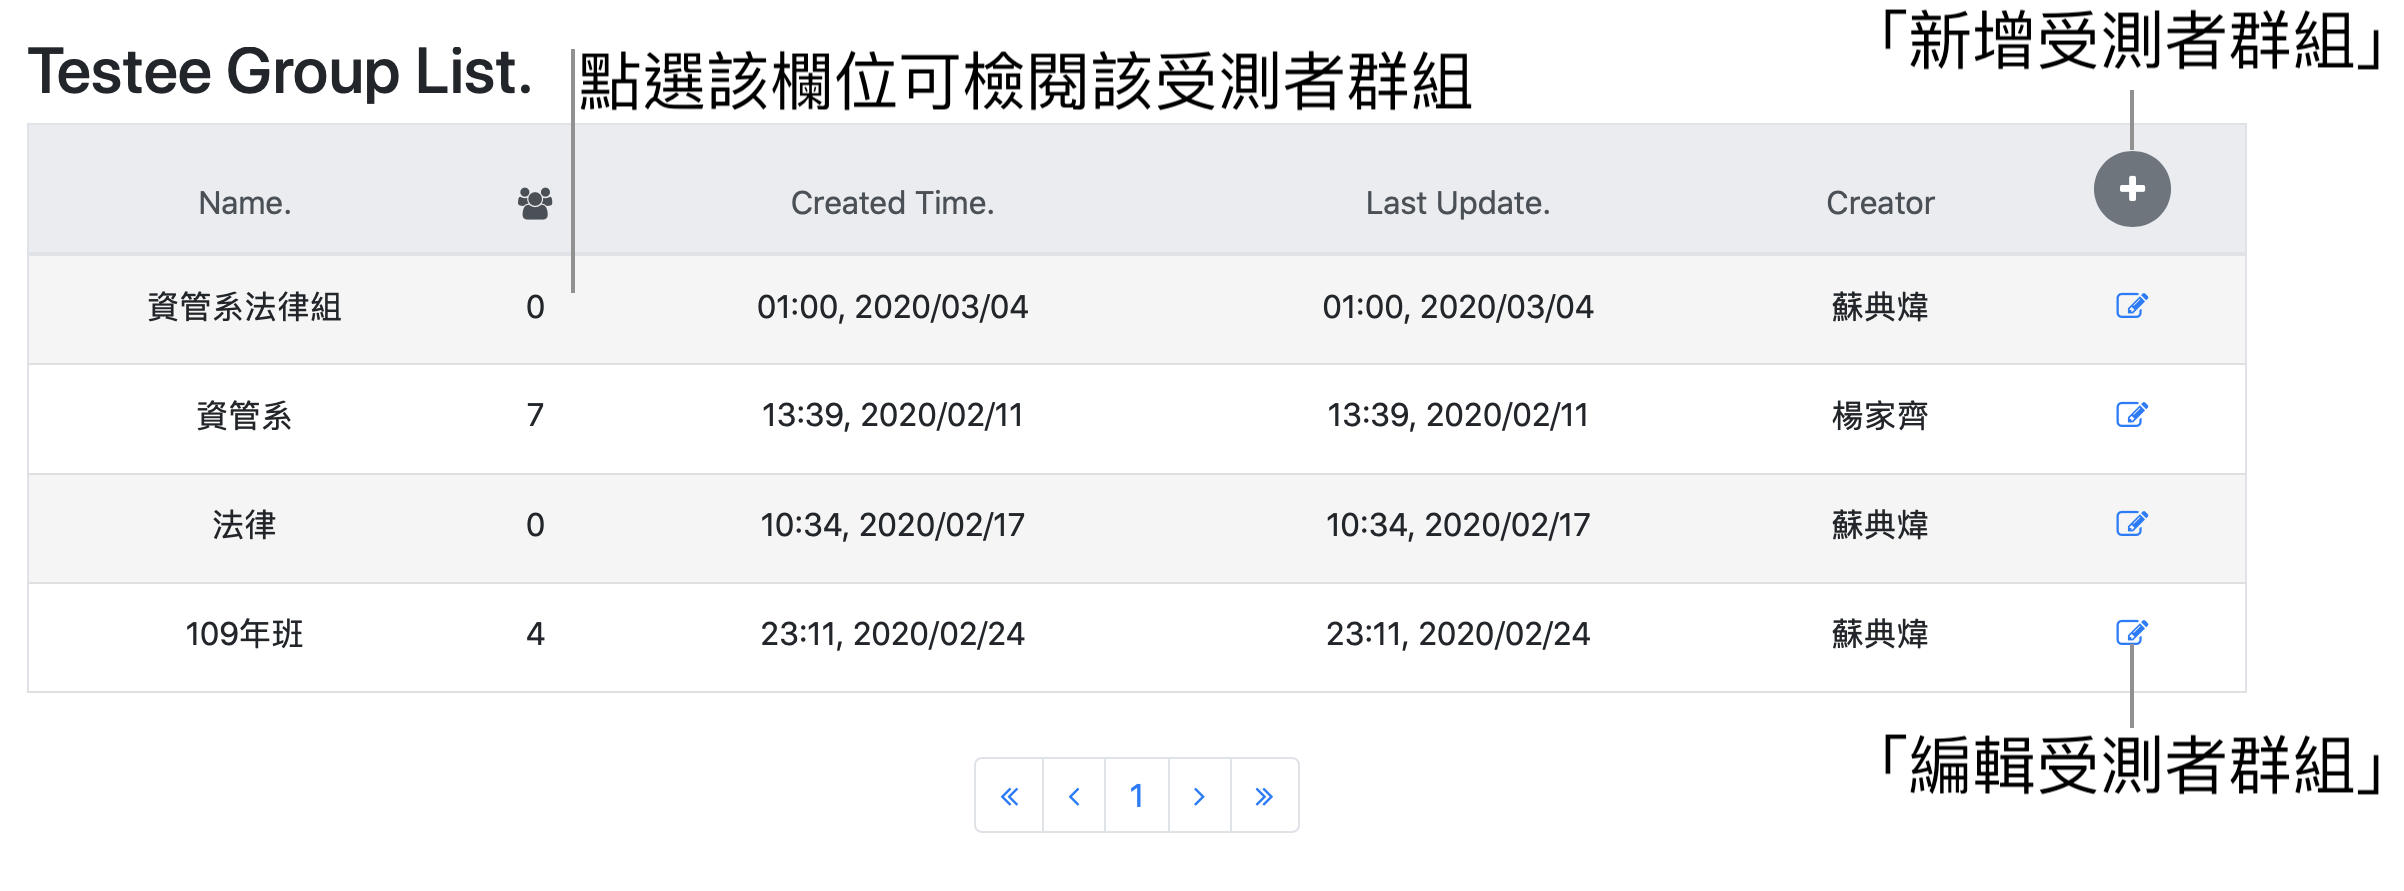 「新增受測者群組」
Testee Group List.
點選該欄位可檢閱該受測者群組
Name. Created Time. Last Update. Creator
資管系法律組 0 01:00, 2020/03/04 01:00, 2020/03/04 蘇典煒
資管系 7 13:39, 2020/02/11 13:39, 2020/02/11 楊家齊
法律 0 10:34, 2020/02/17 10:34, 2020/02/17 蘇典煒
109年班 4 23:11, 2020/02/24 23:11, 2020/02/24 蘇典煒
「編輯受測者群組」
« ‹ 1 › »